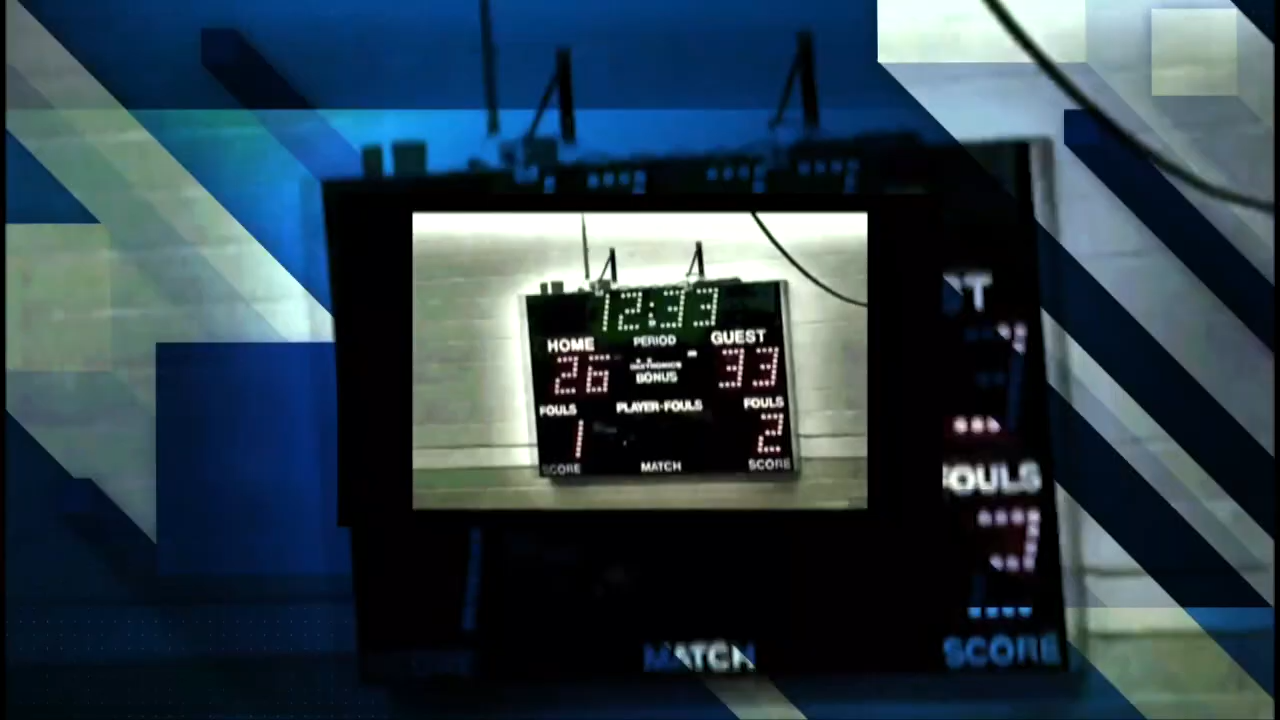 12:33
HOME PERIOD GUEST
26 BONUS 33
FOULS PLAYER-FOULS FOULS
1 2
SCORE MATCH SCORE
FOULS
MATCH SCORE